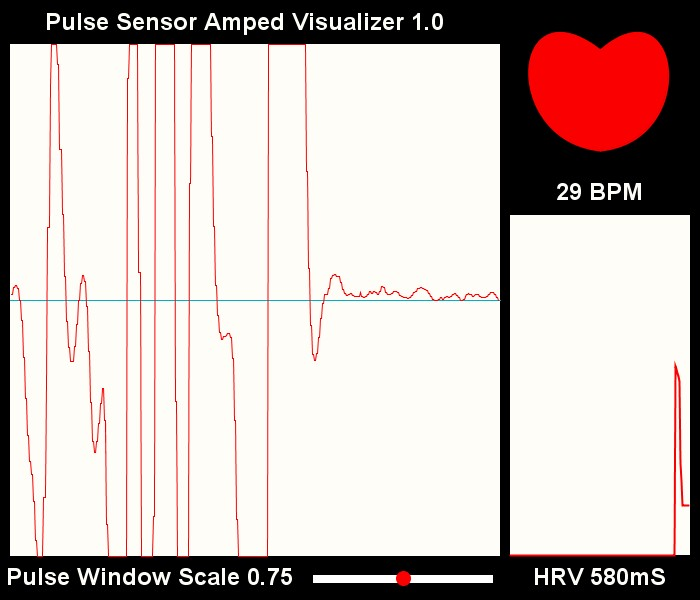 Pulse Sensor Amped Visualizer 1.0
29 BPM
Pulse Window Scale 0.75
HRV 580mS